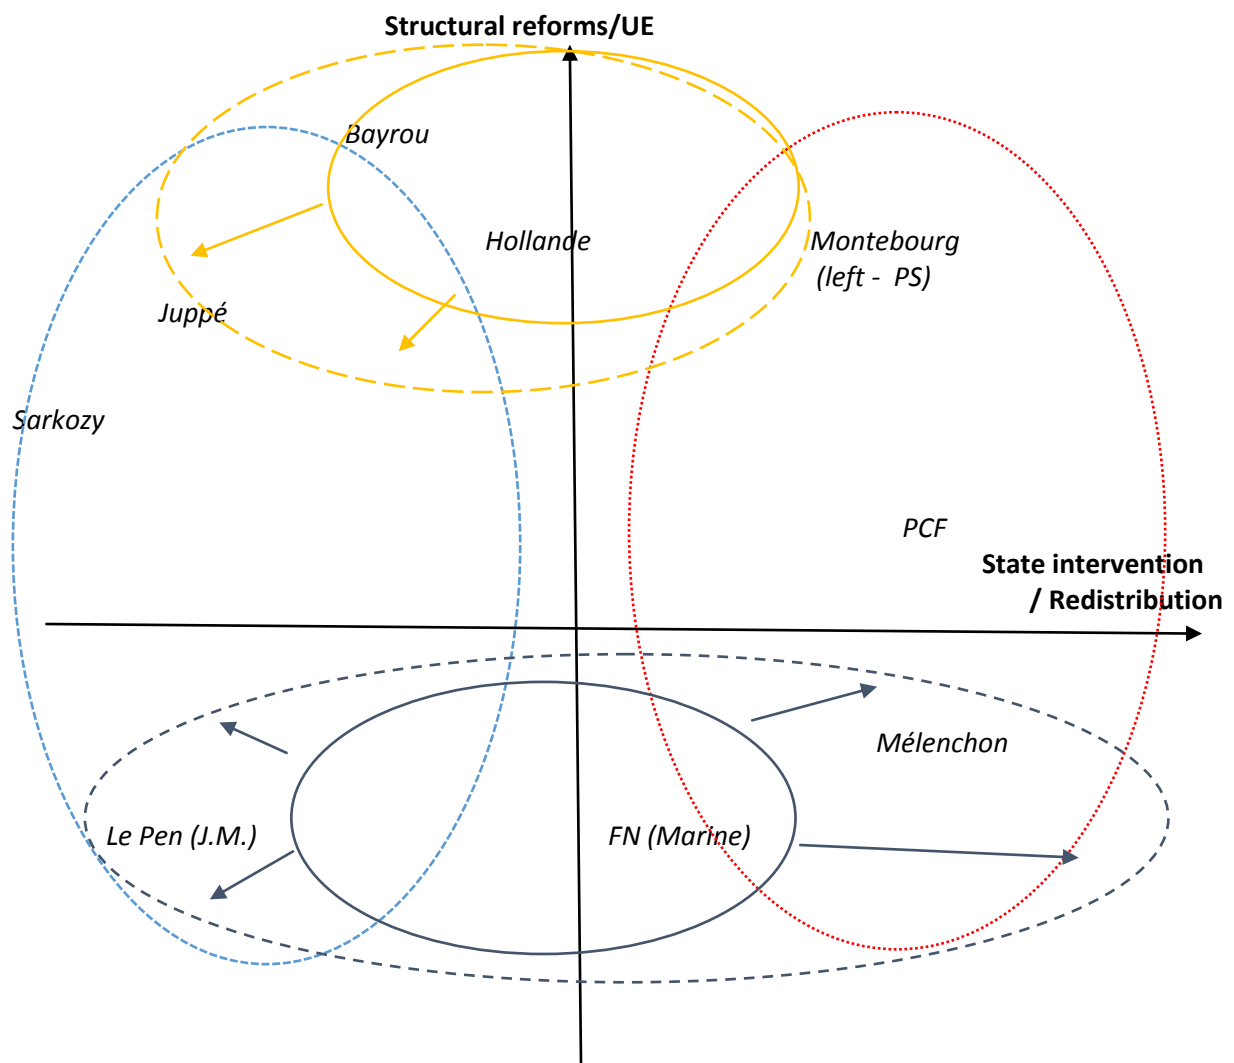 Structural reforms/UE
Bayrou
Hollande
Montebourg
(left - PS)
Juppé
Sarkozy
PCF
State intervention
/ Redistribution
Mélenchon
Le Pen (J.M.)
FN (Marine)